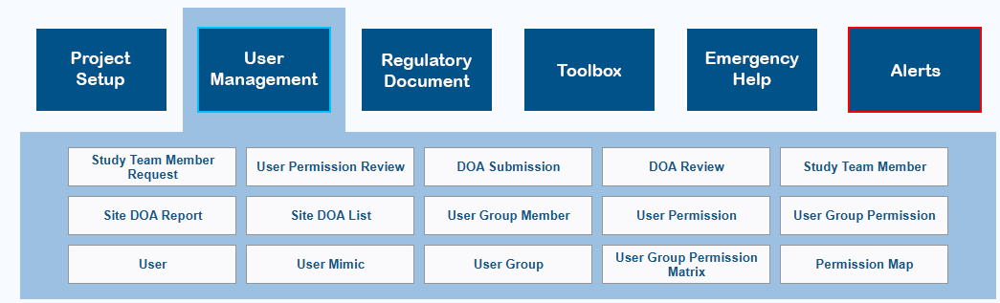 Project
Setup
User
Management
Regulatory
Document
Toolbox
Emergency
Help
Alerts
Study Team Member
Request
User Permission Review
DOA Submission
DOA Review
Study Team Member
Site DOA Report
Site DOA List
User Group Member
User Permission
User Group Permission
User
User Mimic
User Group
User Group Permission
Matrix
Permission Map